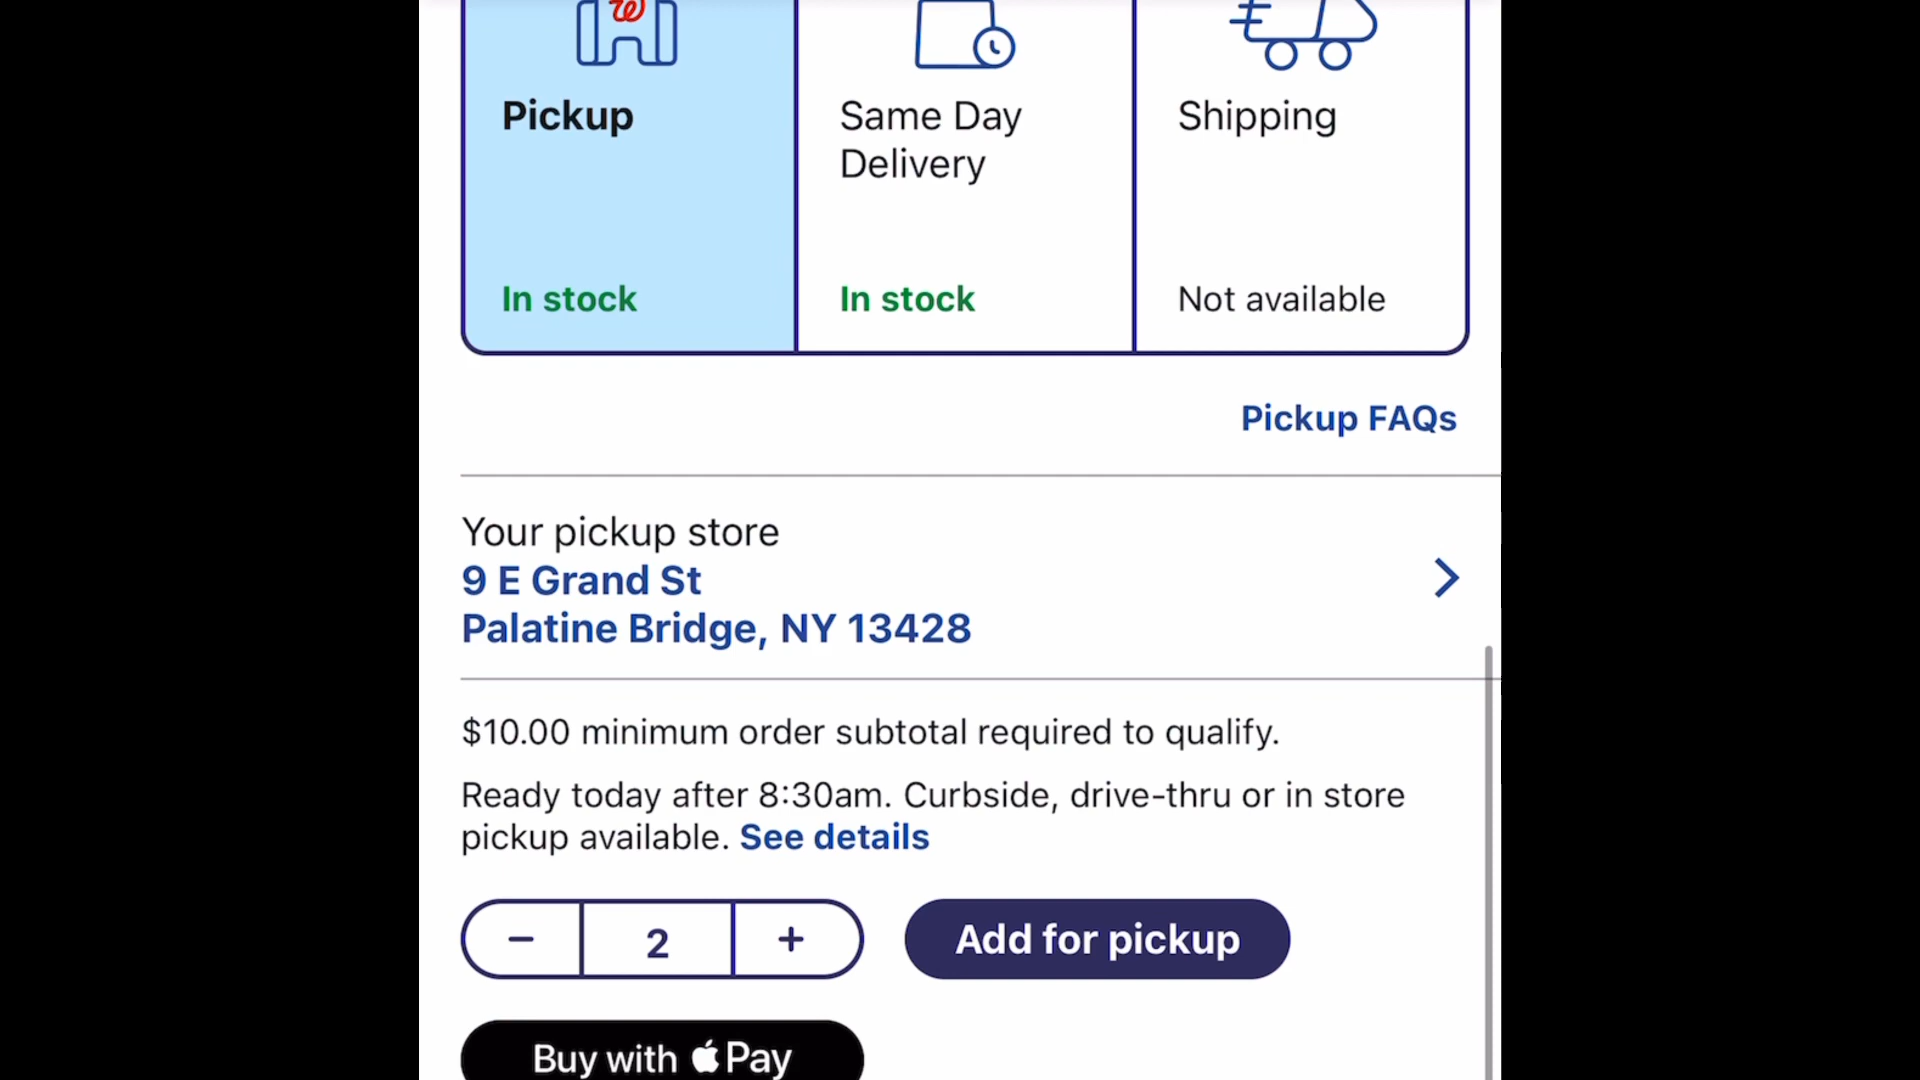 Pickup
Same Day
Delivery
Shipping
In stock
In stock
Not available
Pickup FAQs
Your pickup store
9 E Grand St
Palatine Bridge, NY 13428
$10.00 minimum order subtotal required to qualify.
Ready today after 8:30am. Curbside, drive-thru or in store
pickup available. See details
− 2 +
Add for pickup
Buy with Pay